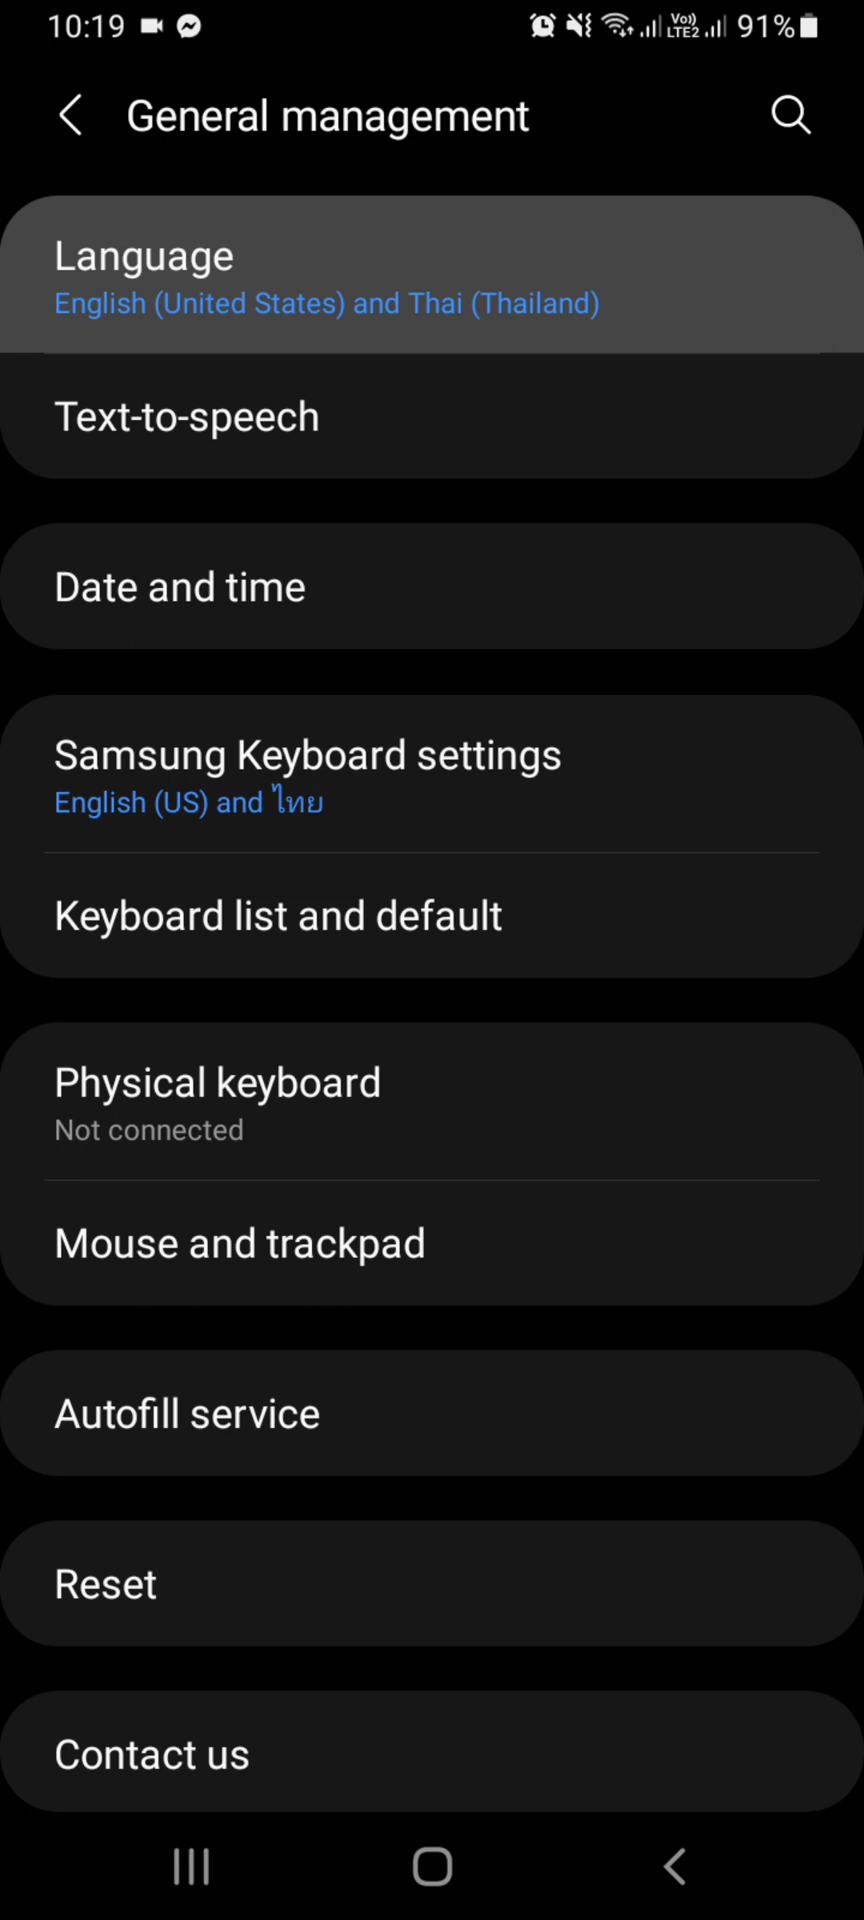 10:19 Vo)) LTE2 91%
General management
Language
English (United States) and Thai (Thailand)
Text-to-speech
Date and time
Samsung Keyboard settings
English (US) and ไทย
Keyboard list and default
Physical keyboard
Not connected
Mouse and trackpad
Autofill service
Reset
Contact us